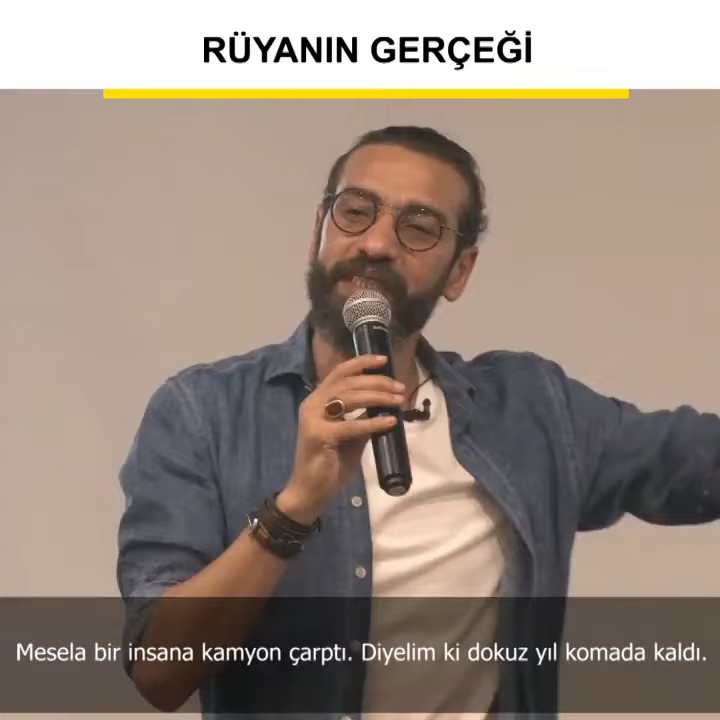 RÜYANIN GERÇEĞİ
Mesela bir insana kamyon çarptı. Diyelim ki dokuz yıl komada kaldı.